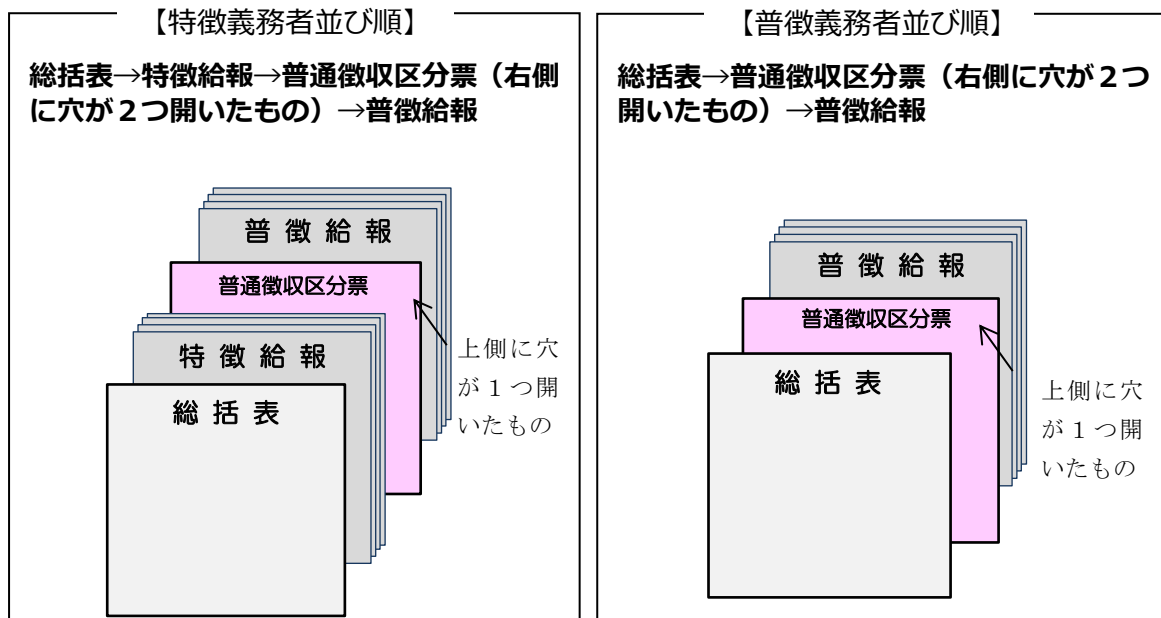 【特徴義務者並び順】
総括表→特徴給報→普通徴収区分票（右側
に穴が２つ開いたもの）→普徴給報
普 徴 給 報
普通徴収区分票
特 徴 給 報
総 括 表
上側に穴
が１つ開
いたもの
【普徴義務者並び順】
総括表→普通徴収区分票（右側に穴が２つ
開いたもの）→普徴給報
普 徴 給 報
普通徴収区分票
総 括 表
上側に穴
が１つ開
いたもの